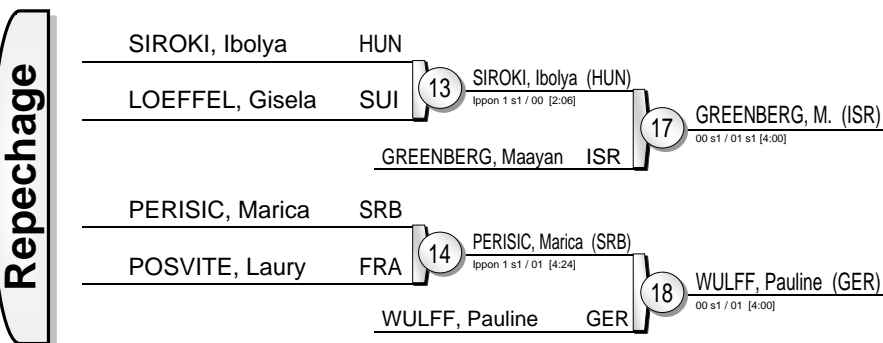 Repechage
SIROKI, Ibolya HUN
LOEFFEL, Gisela SUI
13
SIROKI, Ibolya (HUN)
Ippon 1 s1 / 00 [2:06]
GREENBERG, Maayan ISR
17
GREENBERG, M. (ISR)
00 s1 / 01 s1 [4:00]
PERISIC, Marica SRB
POSVITE, Laury FRA
14
PERISIC, Marica (SRB)
Ippon 1 s1 / 01 [4:24]
WULFF, Pauline GER
18
WULFF, Pauline (GER)
00 s1 / 01 [4:00]